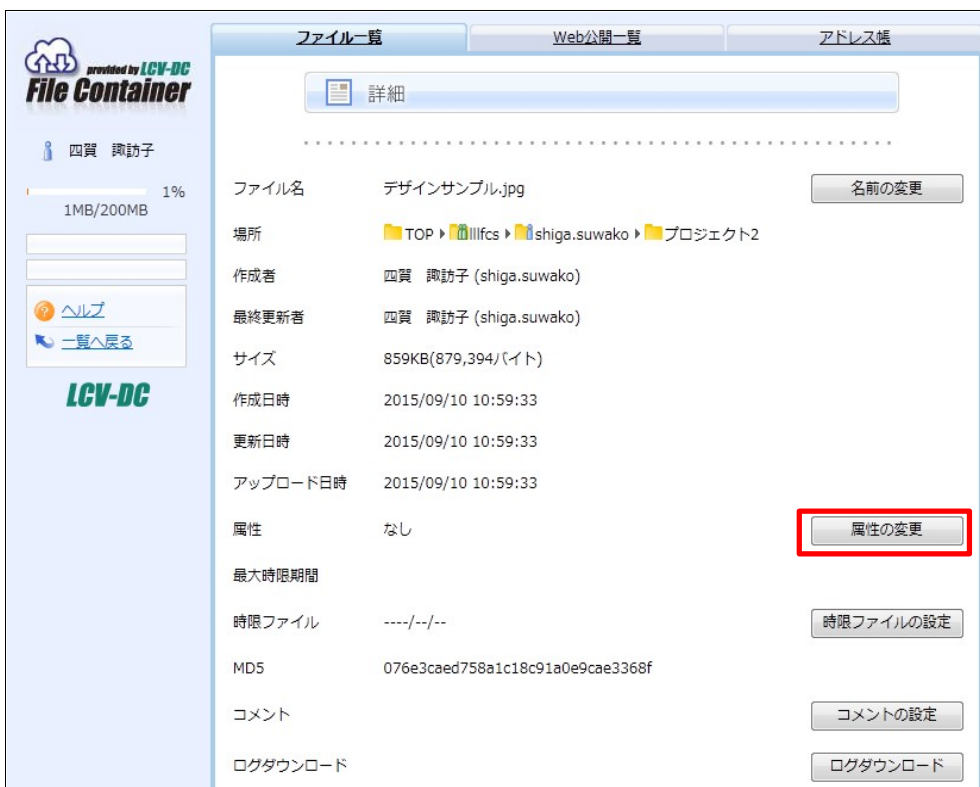 ファイル一覧
Web公開一覧
アドレス帳
provided by LCV-DC
File Container
四賀　諏訪子
1%
1MB/200MB
ヘルプ
一覧へ戻る
LCV-DC
詳細
ファイル名 デザインサンプル.jpg 名前の変更
場所 TOP lllfcs shiga.suwako プロジェクト2
作成者 四賀　諏訪子 (shiga.suwako)
最終更新者 四賀　諏訪子 (shiga.suwako)
サイズ 859KB(879,394バイト)
作成日時 2015/09/10 10:59:33
更新日時 2015/09/10 10:59:33
アップロード日時 2015/09/10 10:59:33
属性 なし 属性の変更
最大時限期間
時限ファイル ----/--/-- 時限ファイルの設定
MD5 076e3caed758a1c18c91a0e9cae3368f
コメント コメントの設定
ログダウンロード ログダウンロード